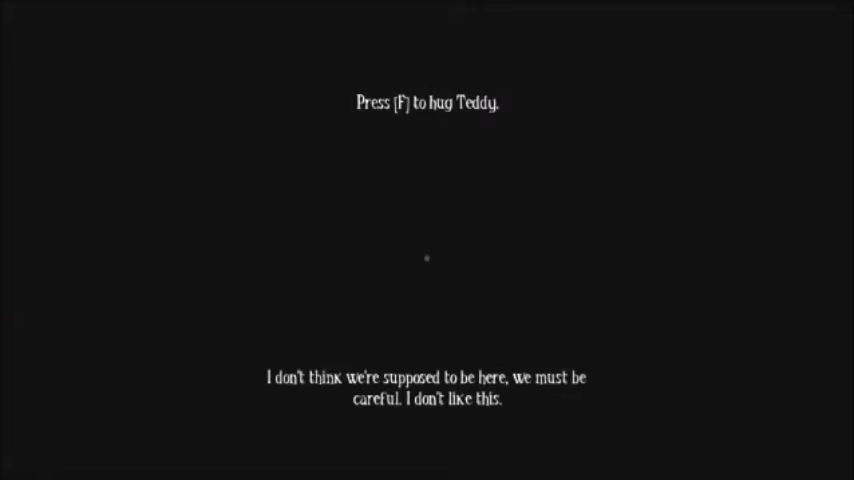 Press [F] to hug Teddy.
I don't think we're supposed to be here, we must be
careful. I don't like this.